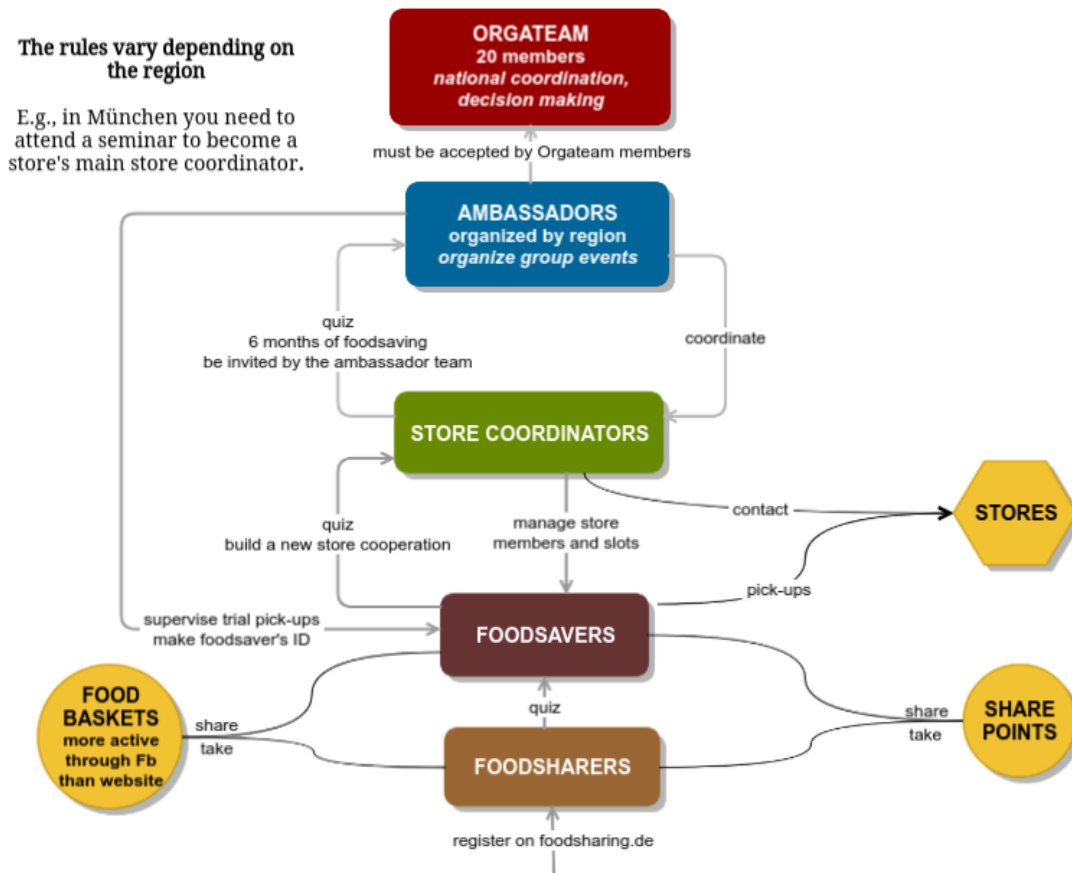 The rules vary depending on
the region
E.g., in München you need to
attend a seminar to become a
store's main store coordinator.
ORGATEAM
20 members
national coordination,
decision making
must be accepted by Orgateam members
AMBASSADORS
organized by region
organize group events
quiz
6 months of foodsaving
be invited by the ambassador team
coordinate
STORE COORDINATORS
quiz
build a new store cooperation
manage store
members and slots
contact
STORES
pick-ups
supervise trial pick-ups
make foodsaver's ID
FOODSAVERS
FOOD
BASKETS
more active
through Fb
than website
share
take
quiz
share
take
SHARE
POINTS
FOODSHARERS
register on foodsharing.de